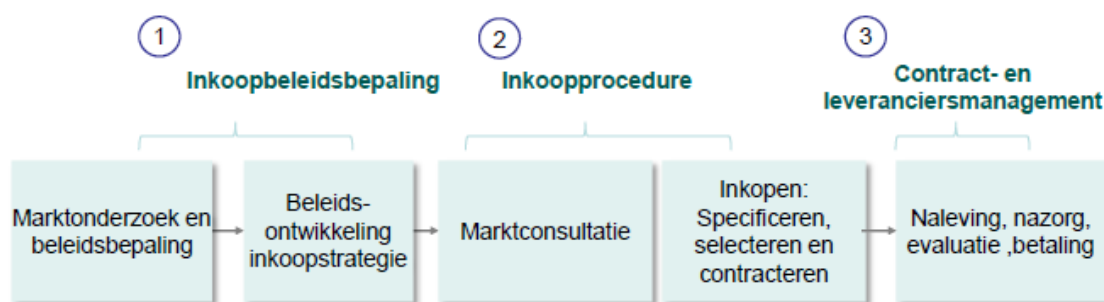 1
2
3
Inkoopbeleidsbepaling
Inkoopprocedure
Contract- en
leveranciersmanagement
Marktonderzoek en
beleidsbepaling
Beleids-
ontwikkeling
inkoopstrategie
Marktconsultatie
Inkopen:
Specificeren,
selecteren en
contracteren
Naleving, nazorg,
evaluatie ,betaling